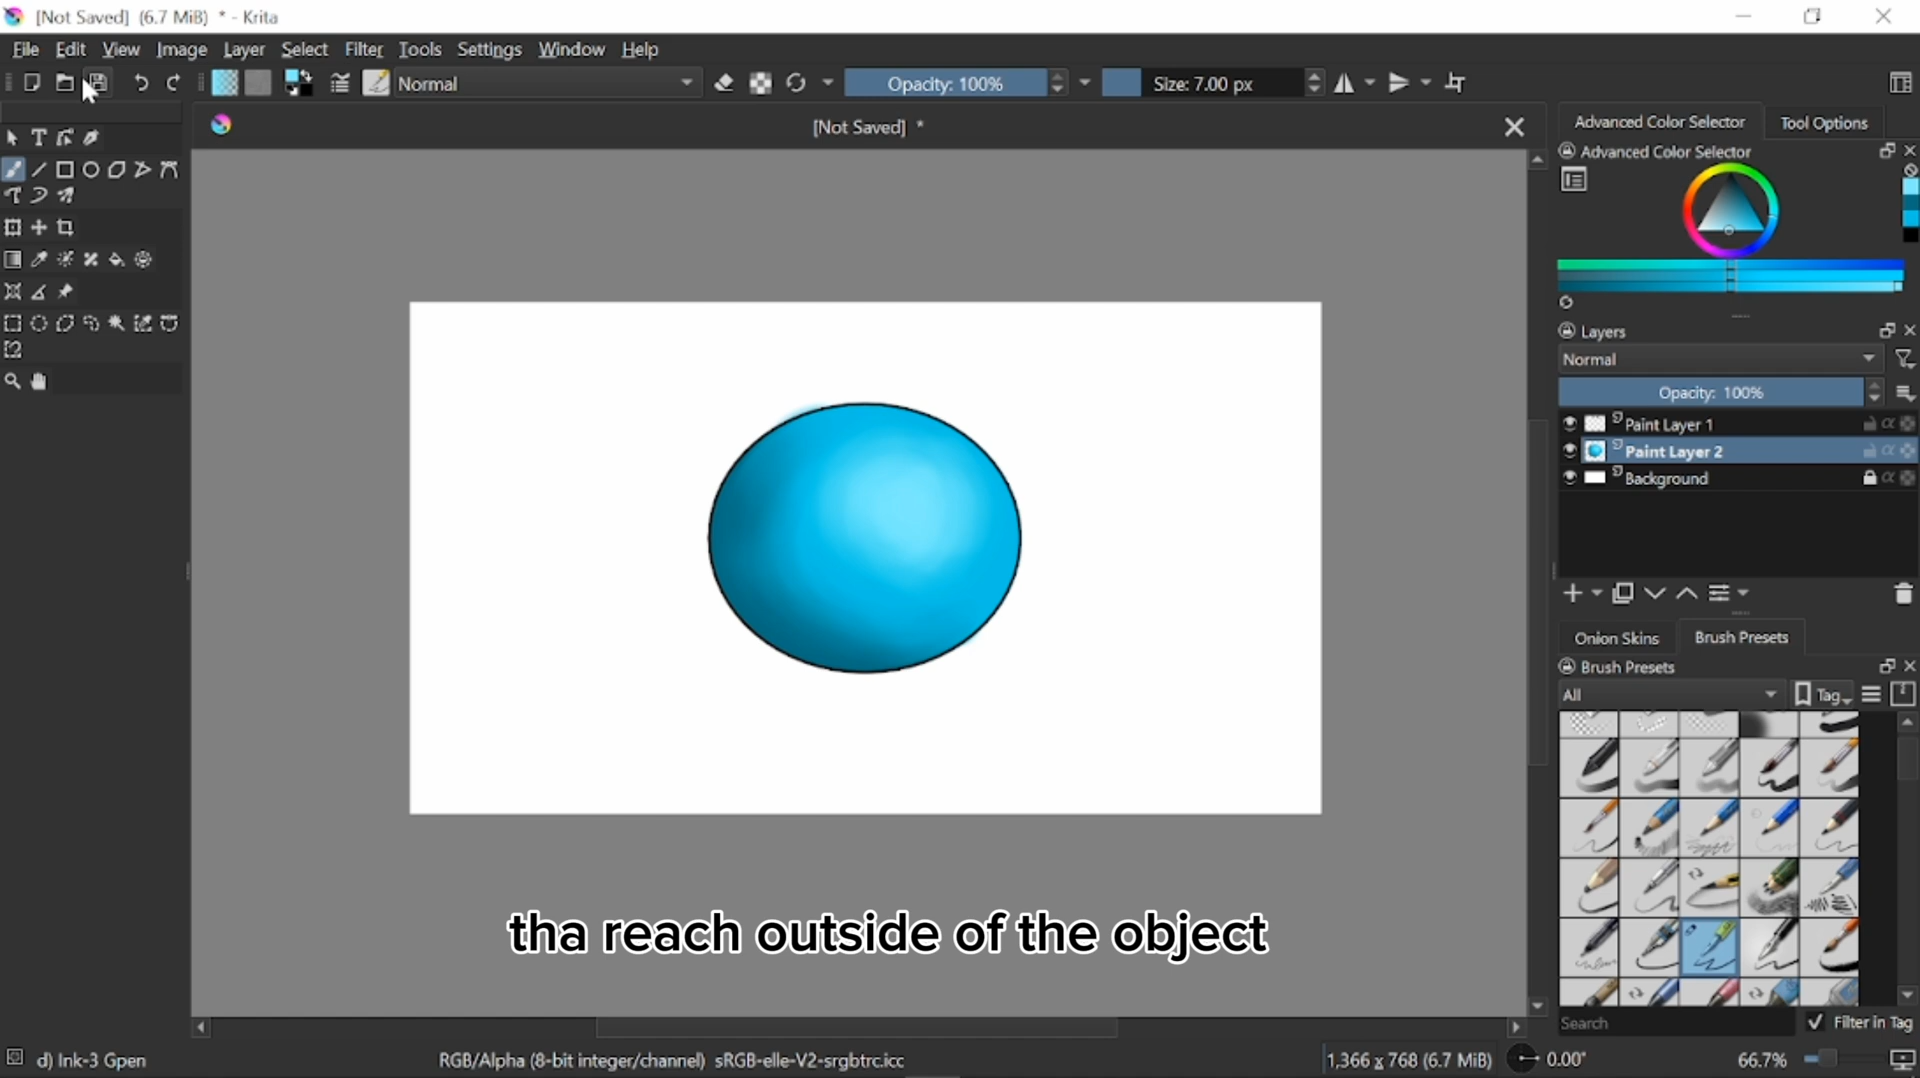 [Not Saved] (6.7 MiB) * - Krita
File Edit View Image Layer Select Filter Tools Settings Window Help
Normal
Opacity: 100%
Size: 7.00 px
[Not Saved] *
Advanced Color Selector
Tool Options
Advanced Color Selector
Layers
Normal
Opacity: 100%
Paint Layer 1
Paint Layer 2
Background
Onion Skins
Brush Presets
Brush Presets
All
Tag
tha reach outside of the object
Search
Filter in Tag
d) Ink-3 Gpen
RGB/Alpha (8-bit integer/channel) sRGB-elle-V2-srgbtrc.icc
1,366 x 768 (6.7 MiB)
0.00°
66.7%